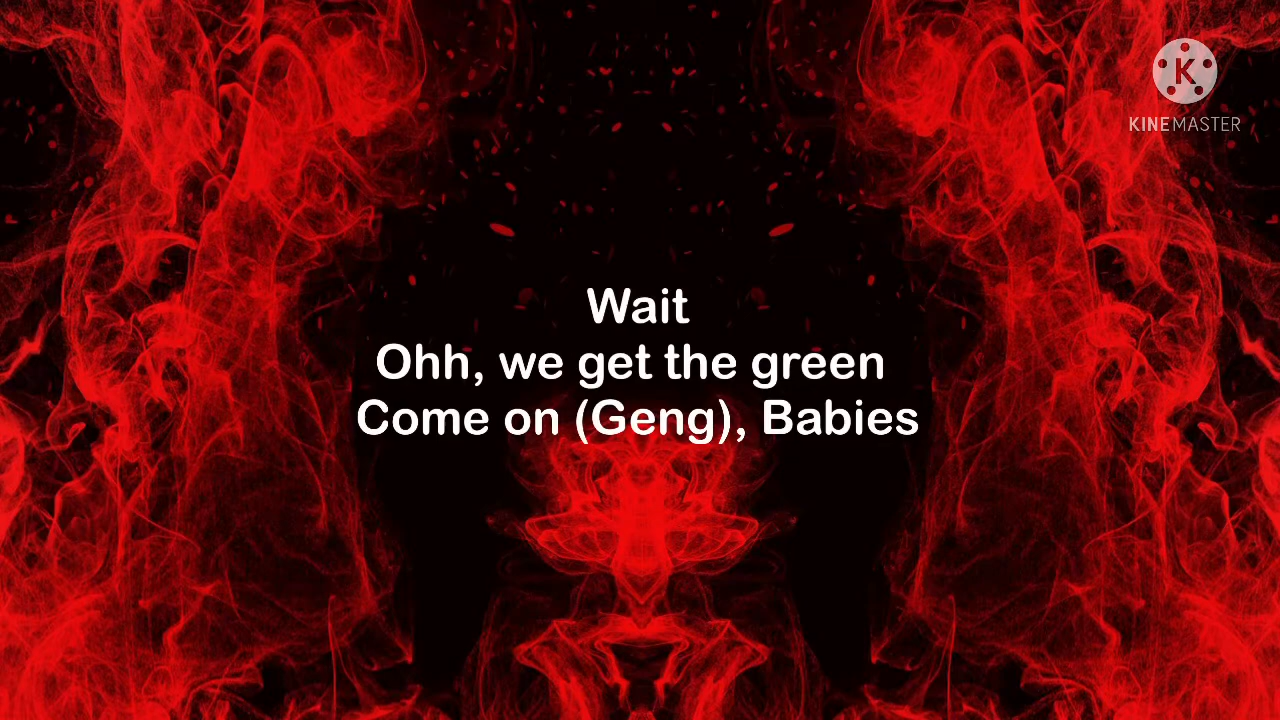 K
KINEMASTER
Wait
Ohh, we get the green
Come on (Geng), Babies